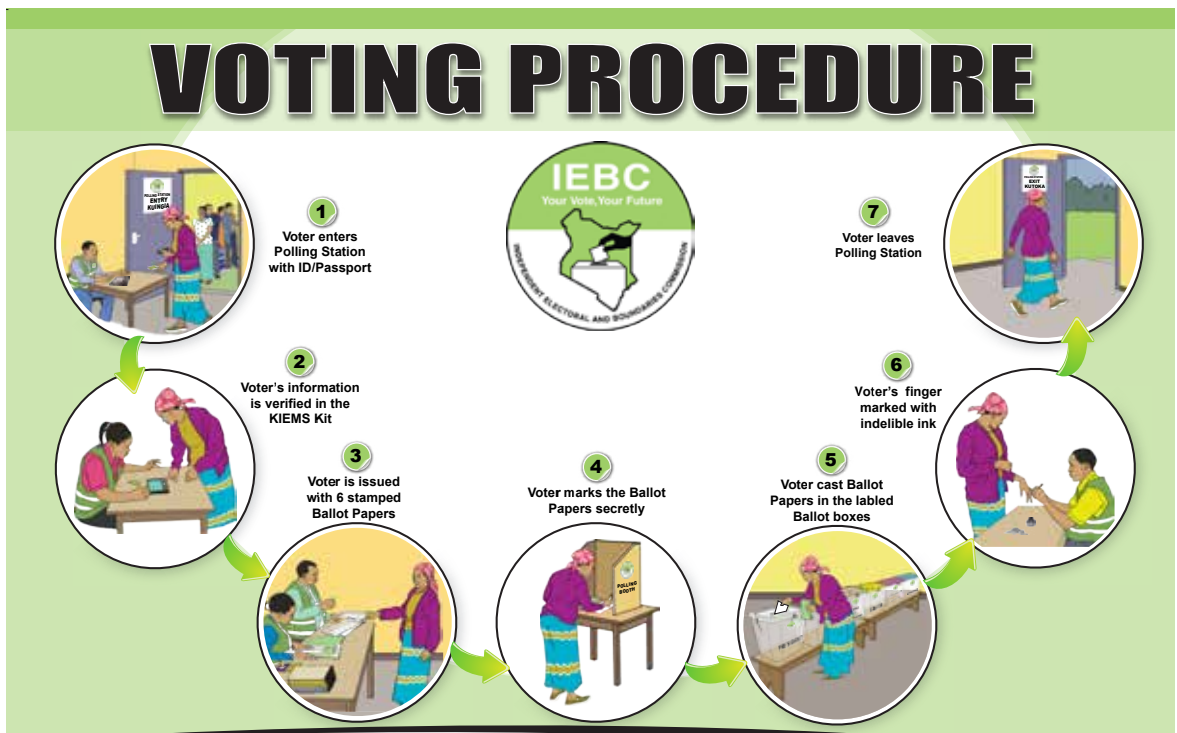 VOTING PROCEDURE
POLLING STATION
ENTRY
KUINGIA
1
Voter enters
Polling Station
with ID/Passport
IEBC
Your Vote, Your Future
INDEPENDENT ELECTORAL AND BOUNDARIES COMMISSION
7
Voter leaves
Polling Station
POLLING STATION
EXIT
KUTOKA
2
Voter's information
is verified in the
KIEMS Kit
3
Voter is issued
with 6 stamped
Ballot Papers
4
Voter marks the Ballot
Papers secretly
POLLING
BOOTH
5
Voter cast Ballot
Papers in the labled
Ballot boxes
6
Voter's finger
marked with
indelible ink